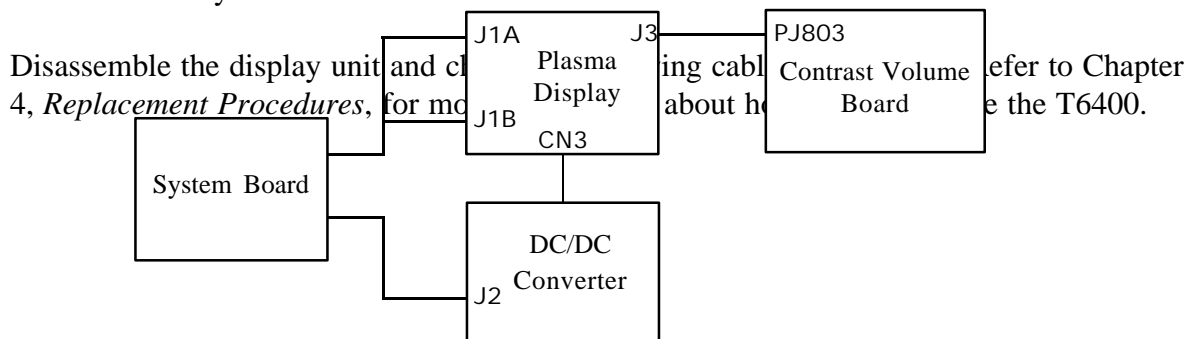 J1A J3 PJ803
Disassemble the display unit and ing cabl efer to Chapter
Plasma
Display
Contrast Volume
Board
4, Replacement Procedures, for mo about e the T6400.
J1B
CN3
System Board
DC/DC
Converter
J2